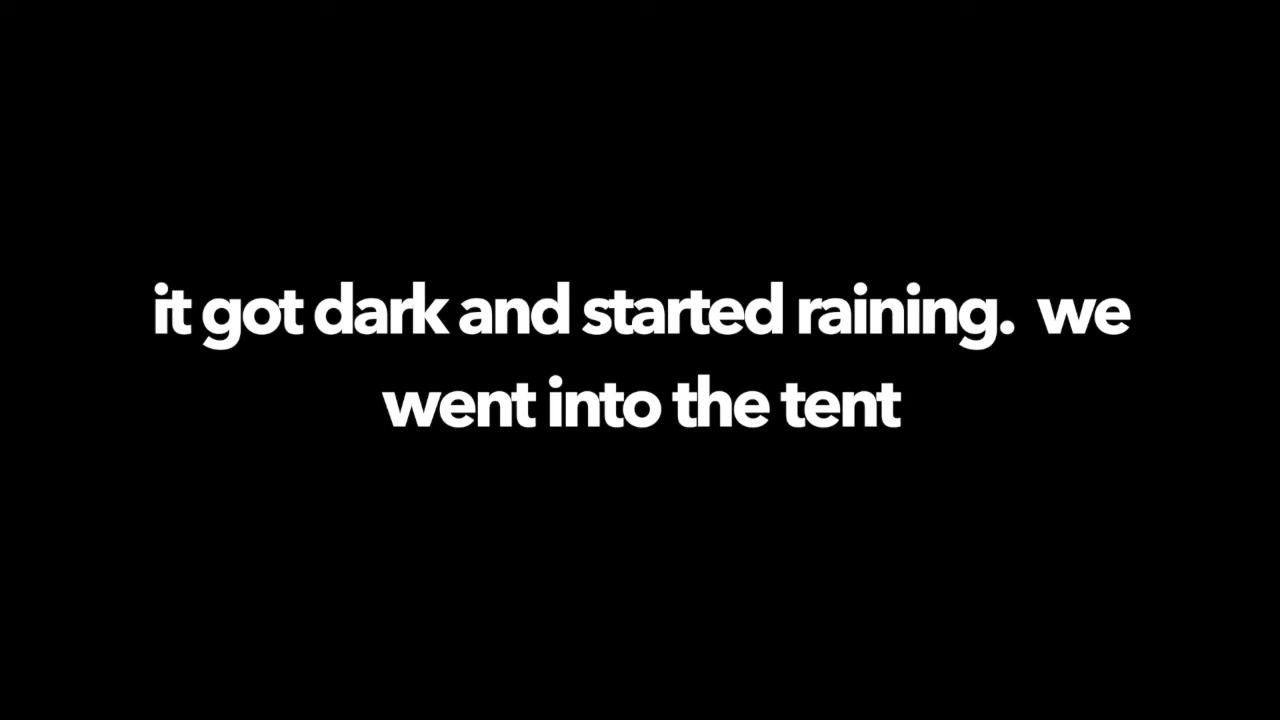 it got dark and started raining.  we
went into the tent